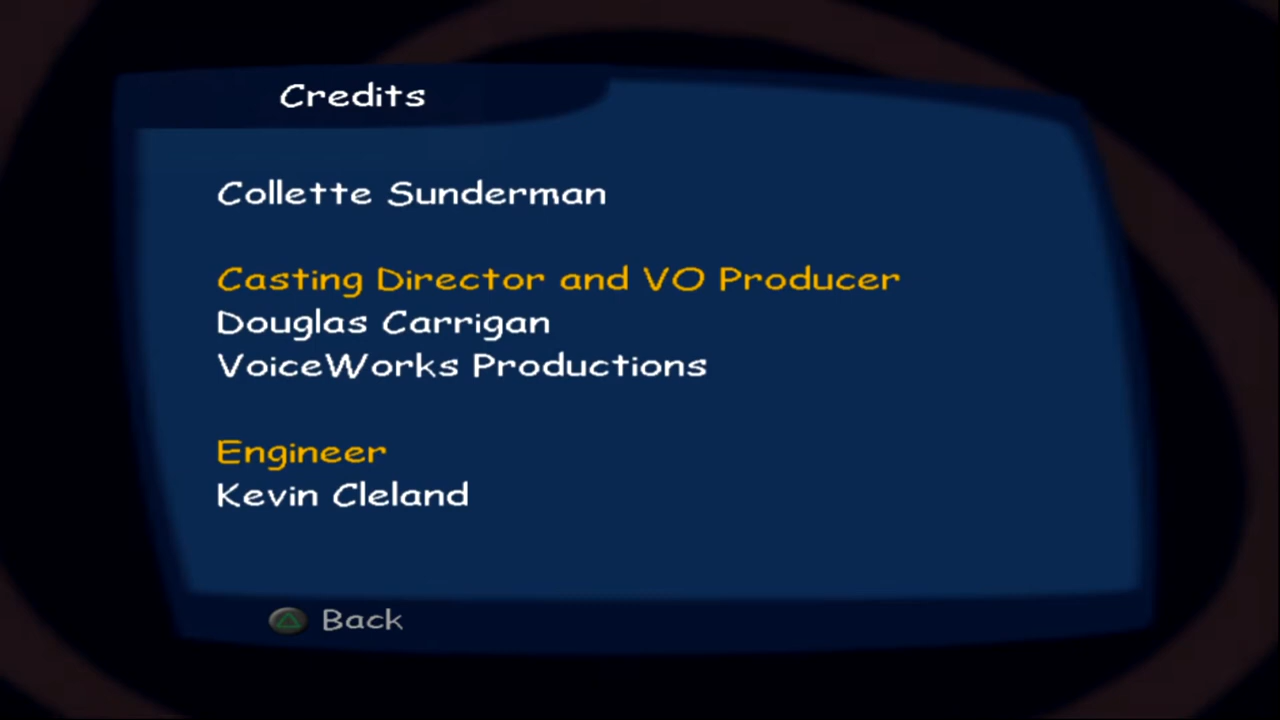 Credits
Collette Sunderman
Casting Director and VO Producer
Douglas Carrigan
VoiceWorks Productions
Engineer
Kevin Cleland
Back